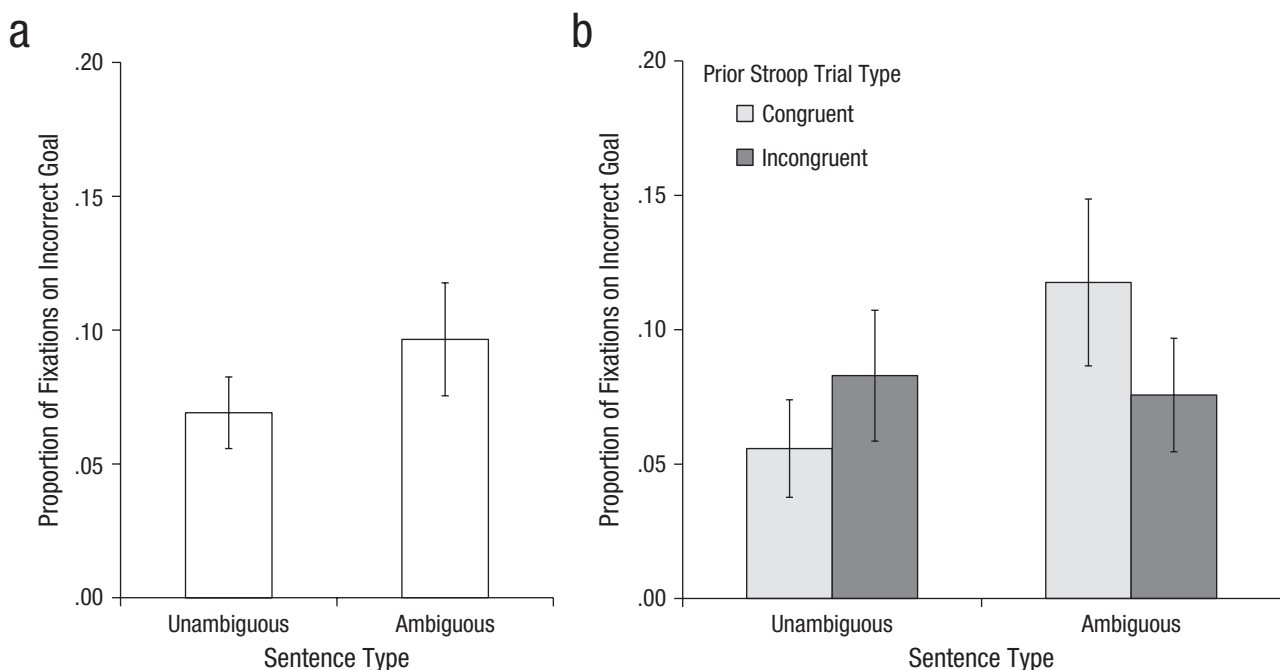 a
.20
.15
.10
.05
.00
Proportion of Fixations on Incorrect Goal
Unambiguous
Ambiguous
Sentence Type
b
.20
.15
.10
.05
.00
Proportion of Fixations on Incorrect Goal
Prior Stroop Trial Type
Congruent
Incongruent
Unambiguous
Ambiguous
Sentence Type